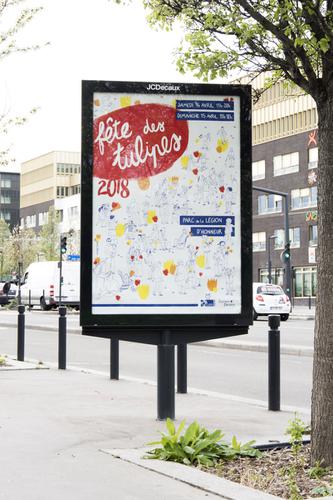 JCDecaux
SAMEDI 14 AVRIL 11H-20H
DIMANCHE 15 AVRIL 11H-18H
fête des
tulipes
2018
PARC de la LÉGION
D'HONNEUR